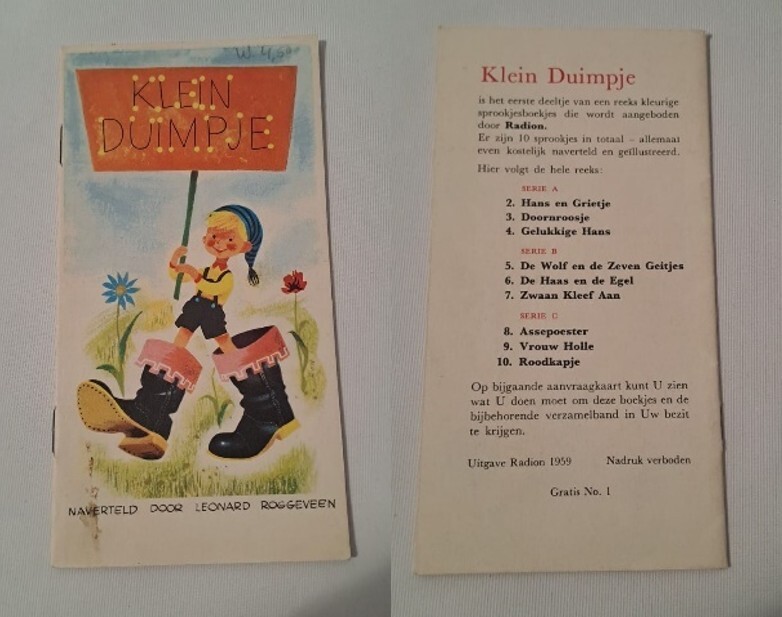 W 4,50
KLEIN
DUIMPJE
NAVERTELD DOOR LEONARD ROGGEVEEN
Klein Duimpje
is het eerste deeltje van een reeks kleurige
sprookjesboekjes die wordt aangeboden
door Radion.
Er zijn 10 sprookjes in totaal - allemaal
even kostelijk naverteld en geïllustreerd.
Hier volgt de hele reeks:
SERIE A
2. Hans en Grietje
3. Doornroosje
4. Gelukkige Hans
SERIE B
5. De Wolf en de Zeven Geitjes
6. De Haas en de Egel
7. Zwaan Kleef Aan
SERIE C
8. Assepoester
9. Vrouw Holle
10. Roodkapje
Op bijgaande aanvraagkaart kunt U zien
wat U doen moet om deze boekjes en de
bijbehorende verzamelband in Uw bezit
te krijgen.
Uitgave Radion 1959 Nadruk verboden
Gratis No. 1